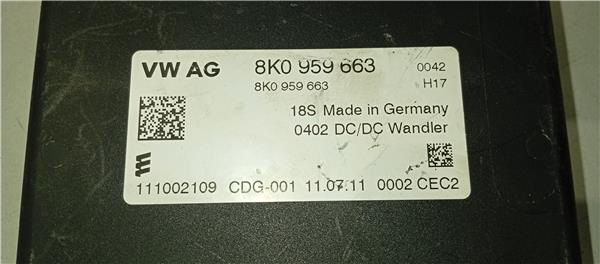 VW AG 8K0 959 663 0042
8K0 959 663 H17
18S Made in Germany
0402 DC/DC Wandler
111002109 CDG-001 11.07.11 0002 CEC2